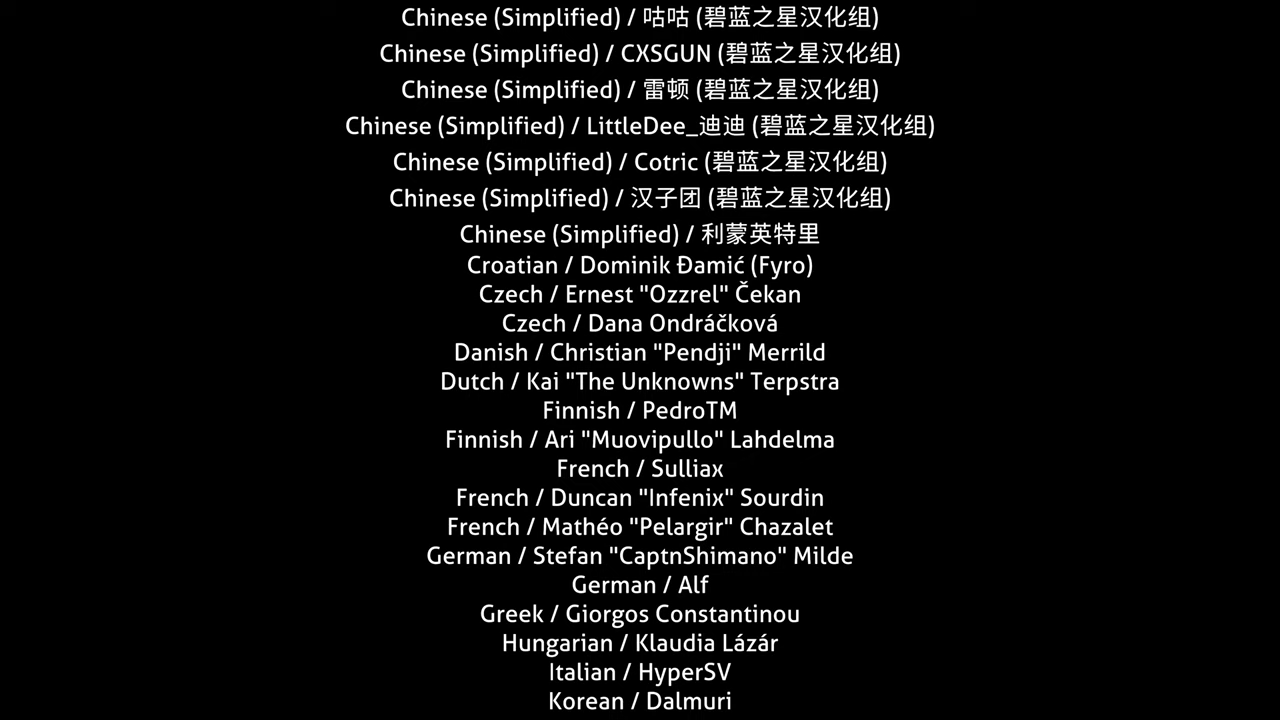 Chinese (Simplified) / 咕咕 (碧蓝之星汉化组)
Chinese (Simplified) / CXSGUN (碧蓝之星汉化组)
Chinese (Simplified) / 雷顿 (碧蓝之星汉化组)
Chinese (Simplified) / LittleDee_迪迪 (碧蓝之星汉化组)
Chinese (Simplified) / Cotric (碧蓝之星汉化组)
Chinese (Simplified) / 汉子团 (碧蓝之星汉化组)
Chinese (Simplified) / 利蒙英特里
Croatian / Dominik Đamić (Fyro)
Czech / Ernest "Ozzrel" Čekan
Czech / Dana Ondráčková
Danish / Christian "Pendji" Merrild
Dutch / Kai "The Unknowns" Terpstra
Finnish / PedroTM
Finnish / Ari "Muovipullo" Lahdelma
French / Sulliax
French / Duncan "Infenix" Sourdin
French / Mathéo "Pelargir" Chazalet
German / Stefan "CaptnShimano" Milde
German / Alf
Greek / Giorgos Constantinou
Hungarian / Klaudia Lázár
Italian / HyperSV
Korean / Dalmuri